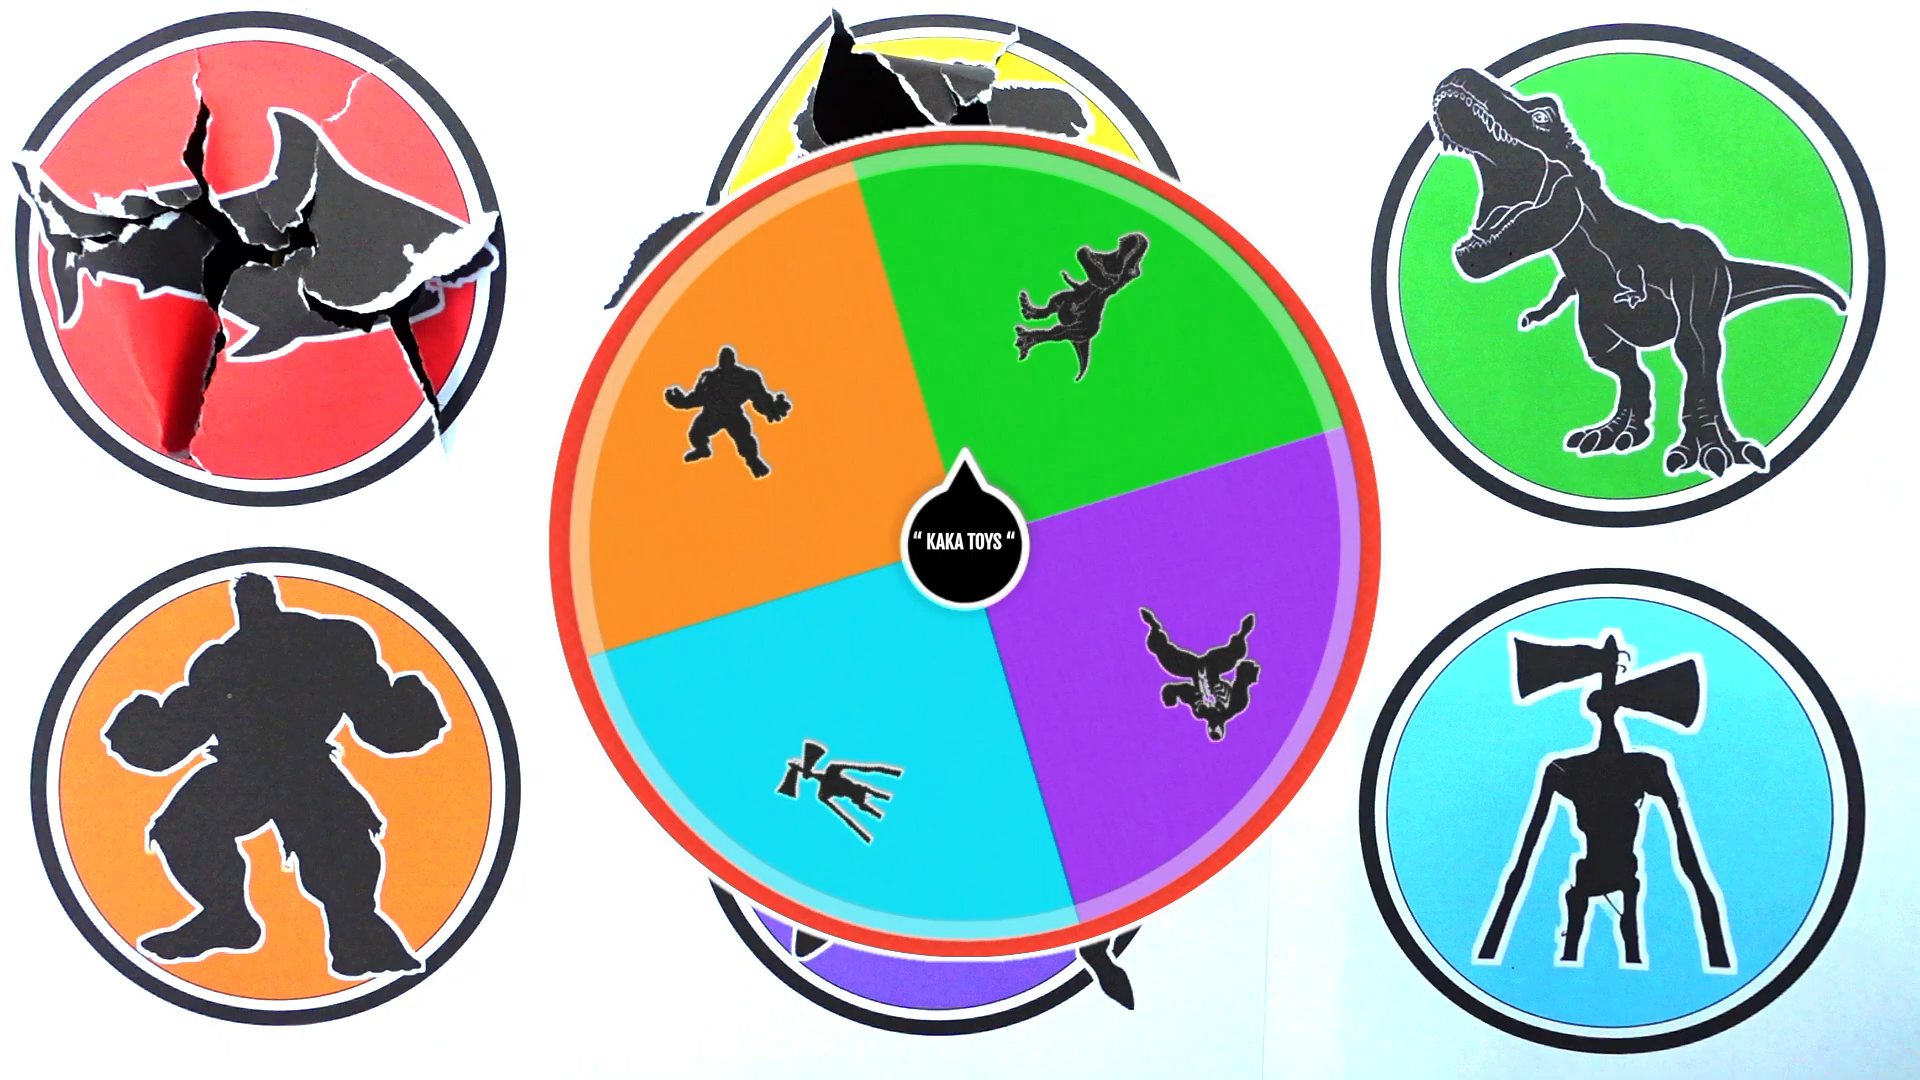 “ KAKA TOYS “